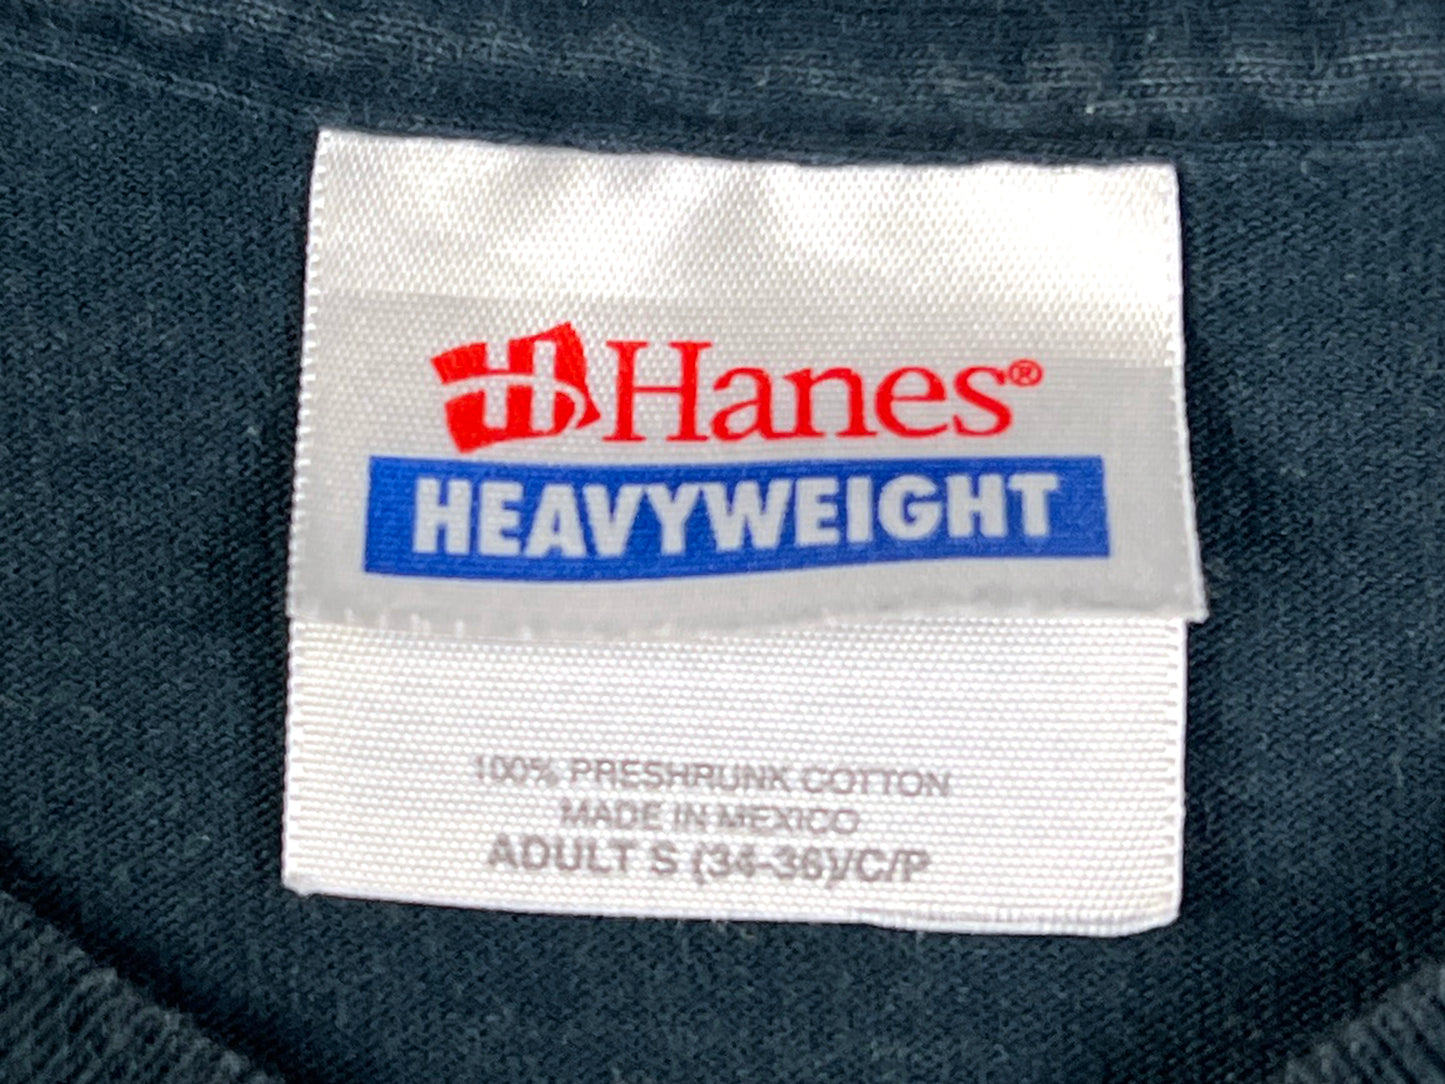 H Hanes®
HEAVYWEIGHT
100% PRESHRUNK COTTON
MADE IN MEXICO
ADULT S (34-36)/C/P